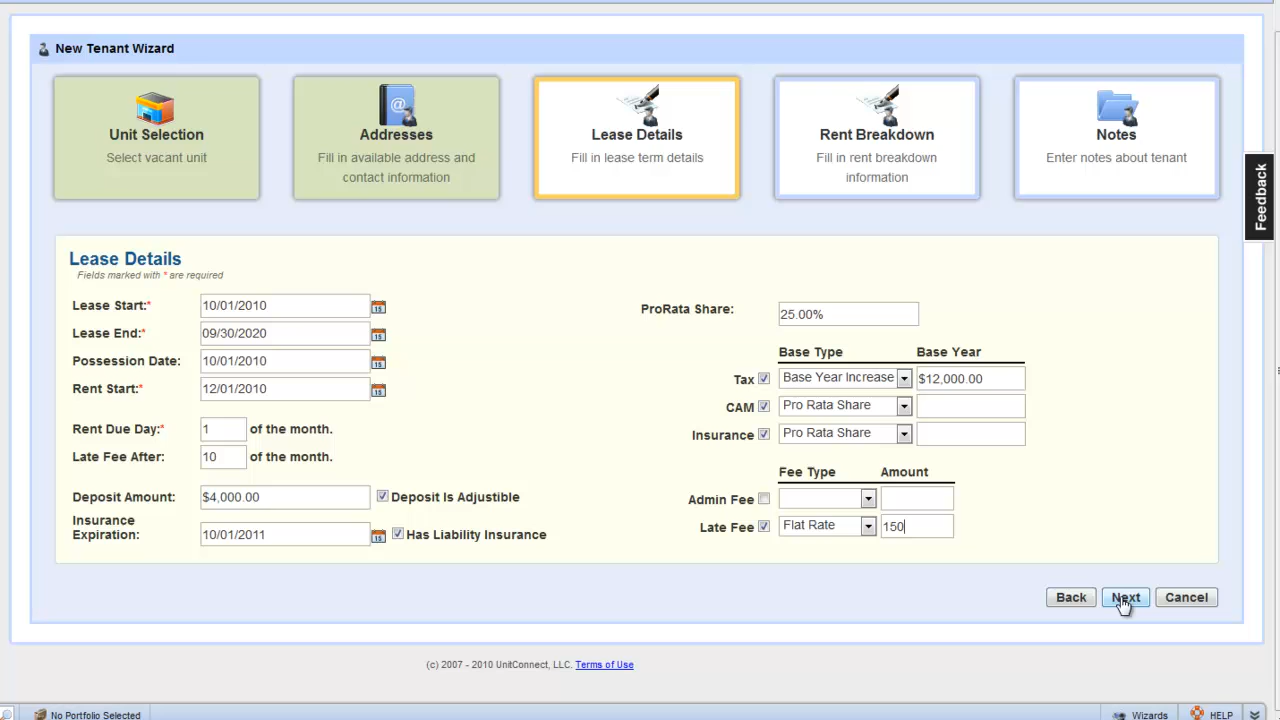 New Tenant Wizard
Unit Selection
Select vacant unit
Addresses
Fill in available address and
contact information
Lease Details
Fill in lease term details
Rent Breakdown
Fill in rent breakdown
information
Notes
Enter notes about tenant
Feedback
Lease Details
Fields marked with * are required
Lease Start:* 10/01/2010
Lease End:* 09/30/2020
Possession Date: 10/01/2010
Rent Start:* 12/01/2010
Rent Due Day:* 1 of the month.
Late Fee After: 10 of the month.
Deposit Amount: $4,000.00 Deposit Is Adjustible
Insurance
Expiration: 10/01/2011 Has Liability Insurance
ProRata Share: 25.00%
Base Type Base Year
Tax Base Year Increase $12,000.00
CAM Pro Rata Share
Insurance Pro Rata Share
Fee Type Amount
Admin Fee
Late Fee Flat Rate 150
Back Next Cancel
(c) 2007 - 2010 UnitConnect, LLC. Terms of Use
No Portfolio Selected Wizards HELP